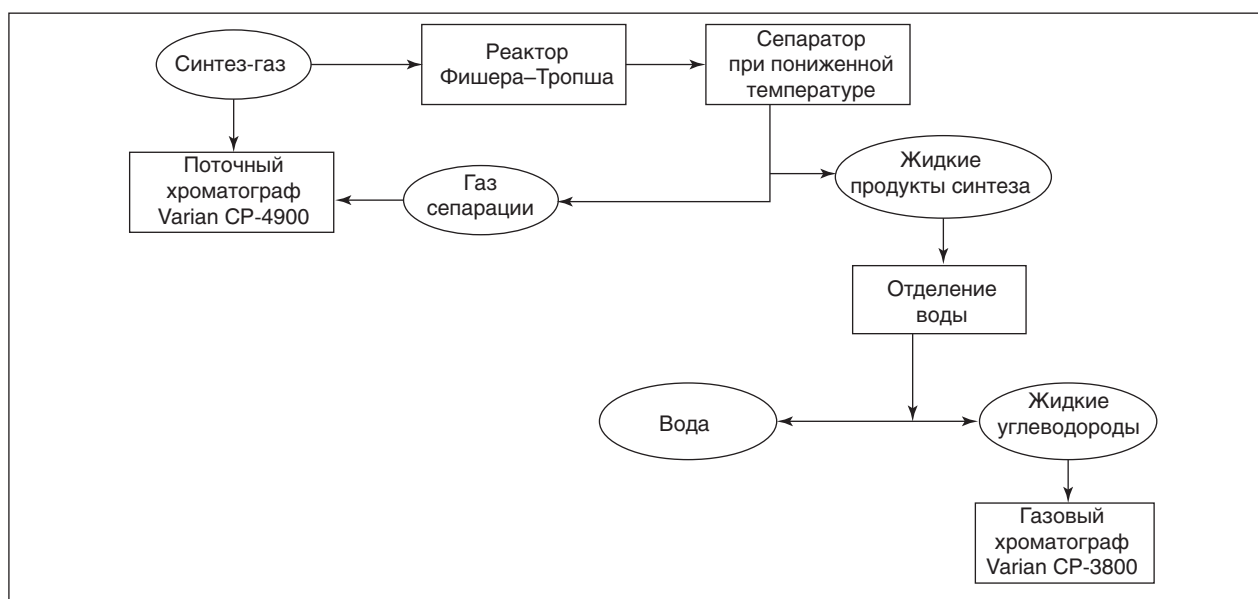 Синтез-газ
Реактор
Фишера–Тропша
Сепаратор
при пониженной
температуре
Поточный
хроматограф
Varian CP-4900
Газ
сепарации
Жидкие
продукты синтеза
Отделение
воды
Вода
Жидкие
углеводороды
Газовый
хроматограф
Varian CP-3800